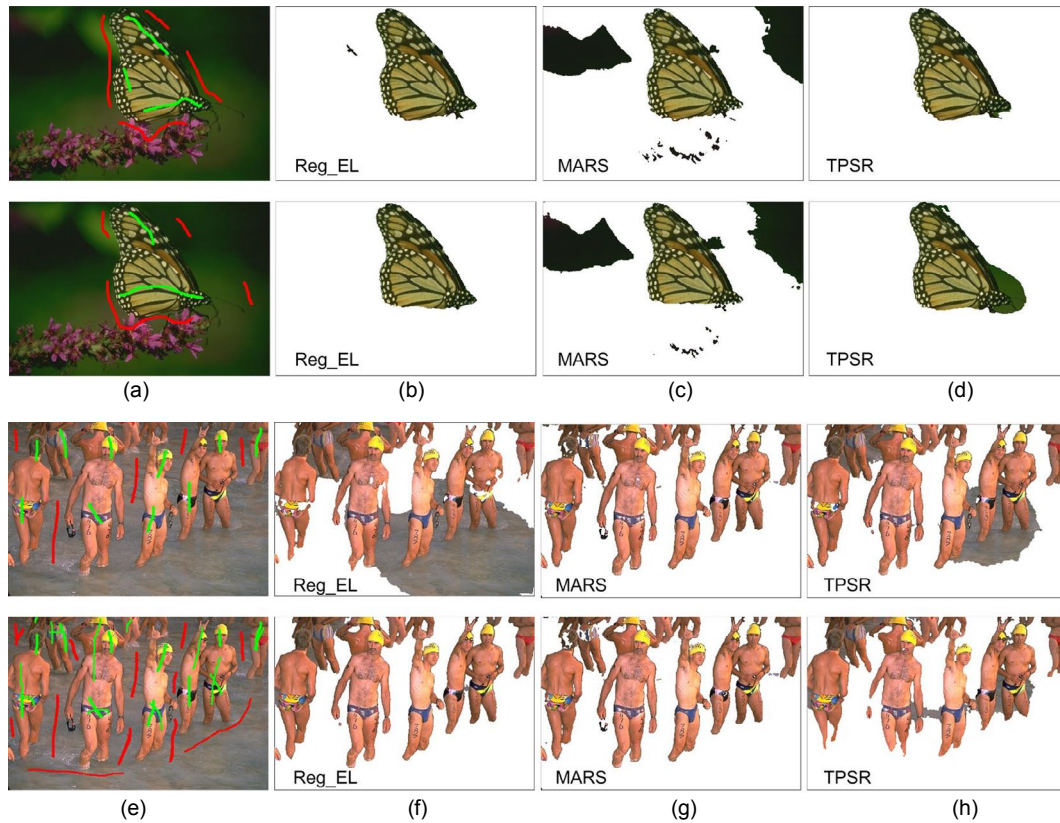 Reg_EL MARS TPSR
Reg_EL MARS TPSR
(a) (b) (c) (d)
Reg_EL MARS TPSR
Reg_EL MARS TPSR
(e) (f) (g) (h)